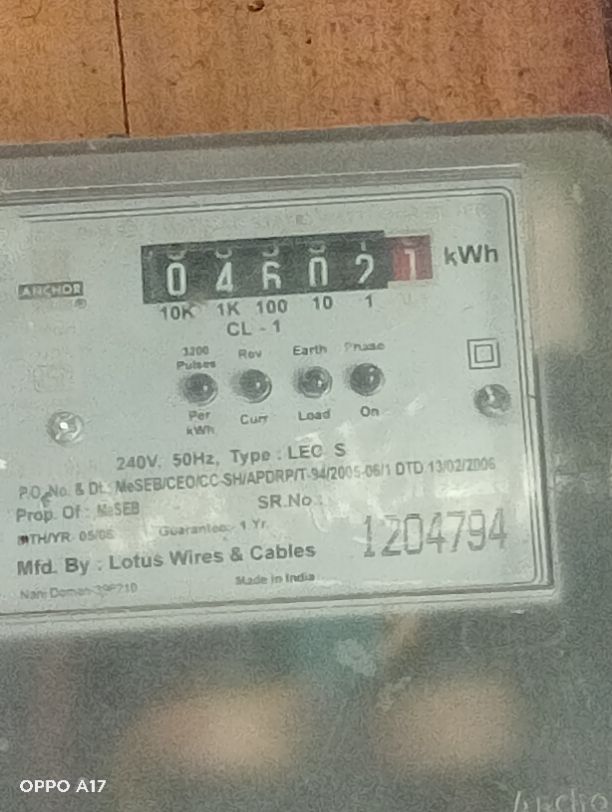 ANCHOR
®
0 4 6 0 2 1 kWh
10K 1K 100 10 1
CL - 1
3200 Pulses Rev Earth Phase
Per kWh Curr Load On
240V, 50Hz, Type : LEC S
P.O. No. & Dt. MeSEB/CEO/CC-SH/APDRP/T-94/2005-06/1 DTD 13/02/2006
Prop. Of : MeSEB SR.No.
MTH/YR. 05/06 Guarantee:- 1 Yr. 1204794
Mfd. By : Lotus Wires & Cables
Nani Daman Made in India
OPPO A17